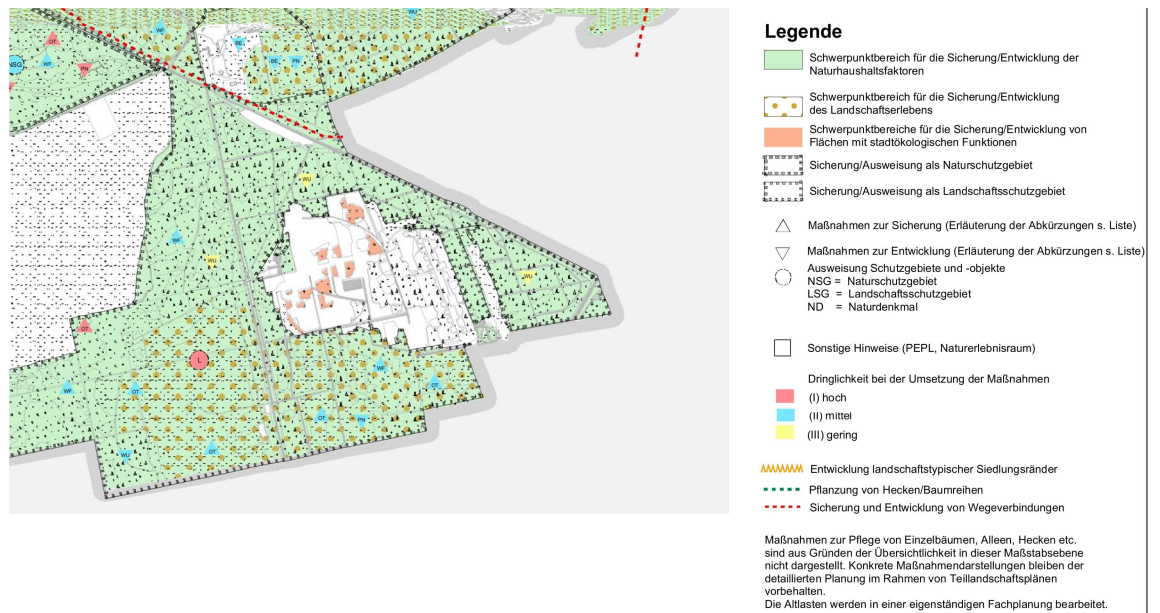 OT
WF
WU
NSG
WF
PN
BE
BE
PN
WU
WF
WU
WU
OT
L
WF
OT
WF
OT
OT
PN
WU
OT
Legende
Schwerpunktbereich für die Sicherung/Entwicklung der
Naturhaushaltsfaktoren
Schwerpunktbereich für die Sicherung/Entwicklung
des Landschaftserlebens
Schwerpunktbereiche für die Sicherung/Entwicklung von
Flächen mit stadtökologischen Funktionen
Sicherung/Ausweisung als Naturschutzgebiet
Sicherung/Ausweisung als Landschaftsschutzgebiet
Maßnahmen zur Sicherung (Erläuterung der Abkürzungen s. Liste)
Maßnahmen zur Entwicklung (Erläuterung der Abkürzungen s. Liste)
Ausweisung Schutzgebiete und -objekte
NSG = Naturschutzgebiet
LSG = Landschaftsschutzgebiet
ND = Naturdenkmal
Sonstige Hinweise (PEPL, Naturerlebnisraum)
Dringlichkeit bei der Umsetzung der Maßnahmen
(I) hoch
(II) mittel
(III) gering
Entwicklung landschaftstypischer Siedlungsränder
Pflanzung von Hecken/Baumreihen
Sicherung und Entwicklung von Wegeverbindungen
Maßnahmen zur Pflege von Einzelbäumen, Alleen, Hecken etc.
sind aus Gründen der Übersichtlichkeit in dieser Maßstabsebene
nicht dargestellt. Konkrete Maßnahmendarstellungen bleiben der
detaillierten Planung im Rahmen von Teillandschaftsplänen
vorbehalten.
Die Altlasten werden in einer eigenständigen Fachplanung bearbeitet.